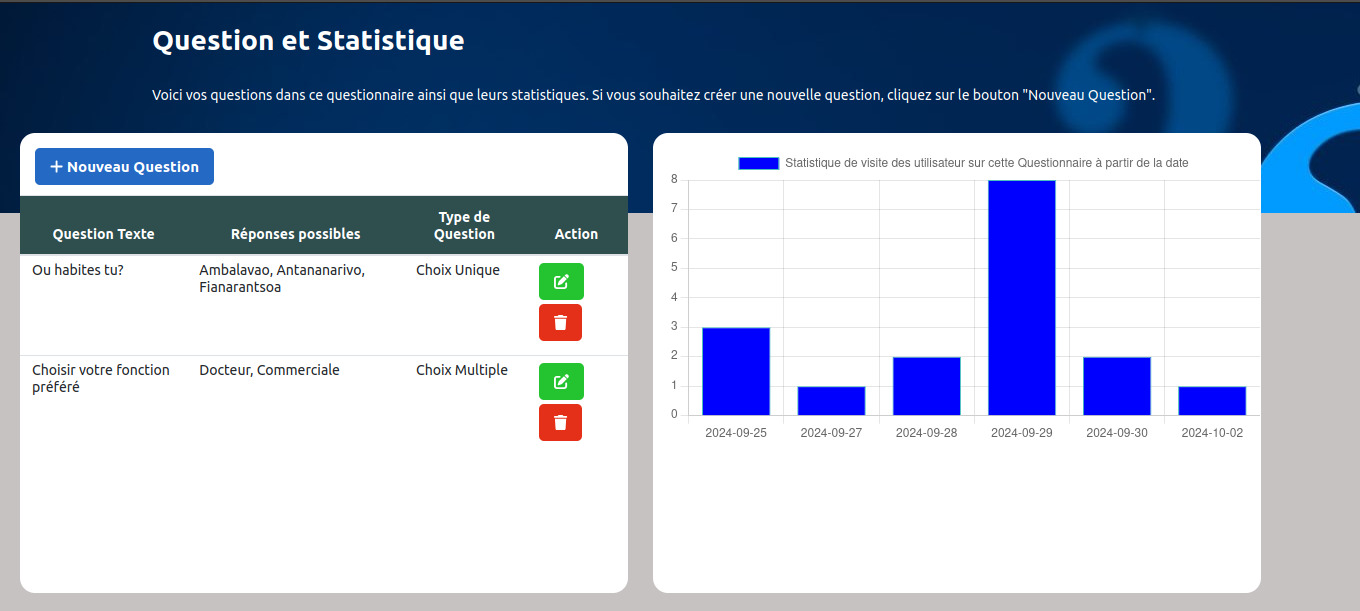 Question et Statistique
Voici vos questions dans ce questionnaire ainsi que leurs statistiques. Si vous souhaitez créer une nouvelle question, cliquez sur le bouton "Nouveau Question".
+ Nouveau Question
Question Texte
Réponses possibles
Type de
Question
Action
Ou habites tu?
Ambalavao, Antananarivo,
Fianarantsoa
Choix Unique
Choisir votre fonction
préféré
Docteur, Commerciale
Choix Multiple
Statistique de visite des utilisateur sur cette Questionnaire à partir de la date
8
7
6
5
4
3
2
1
0
2024-09-25
2024-09-27
2024-09-28
2024-09-29
2024-09-30
2024-10-02